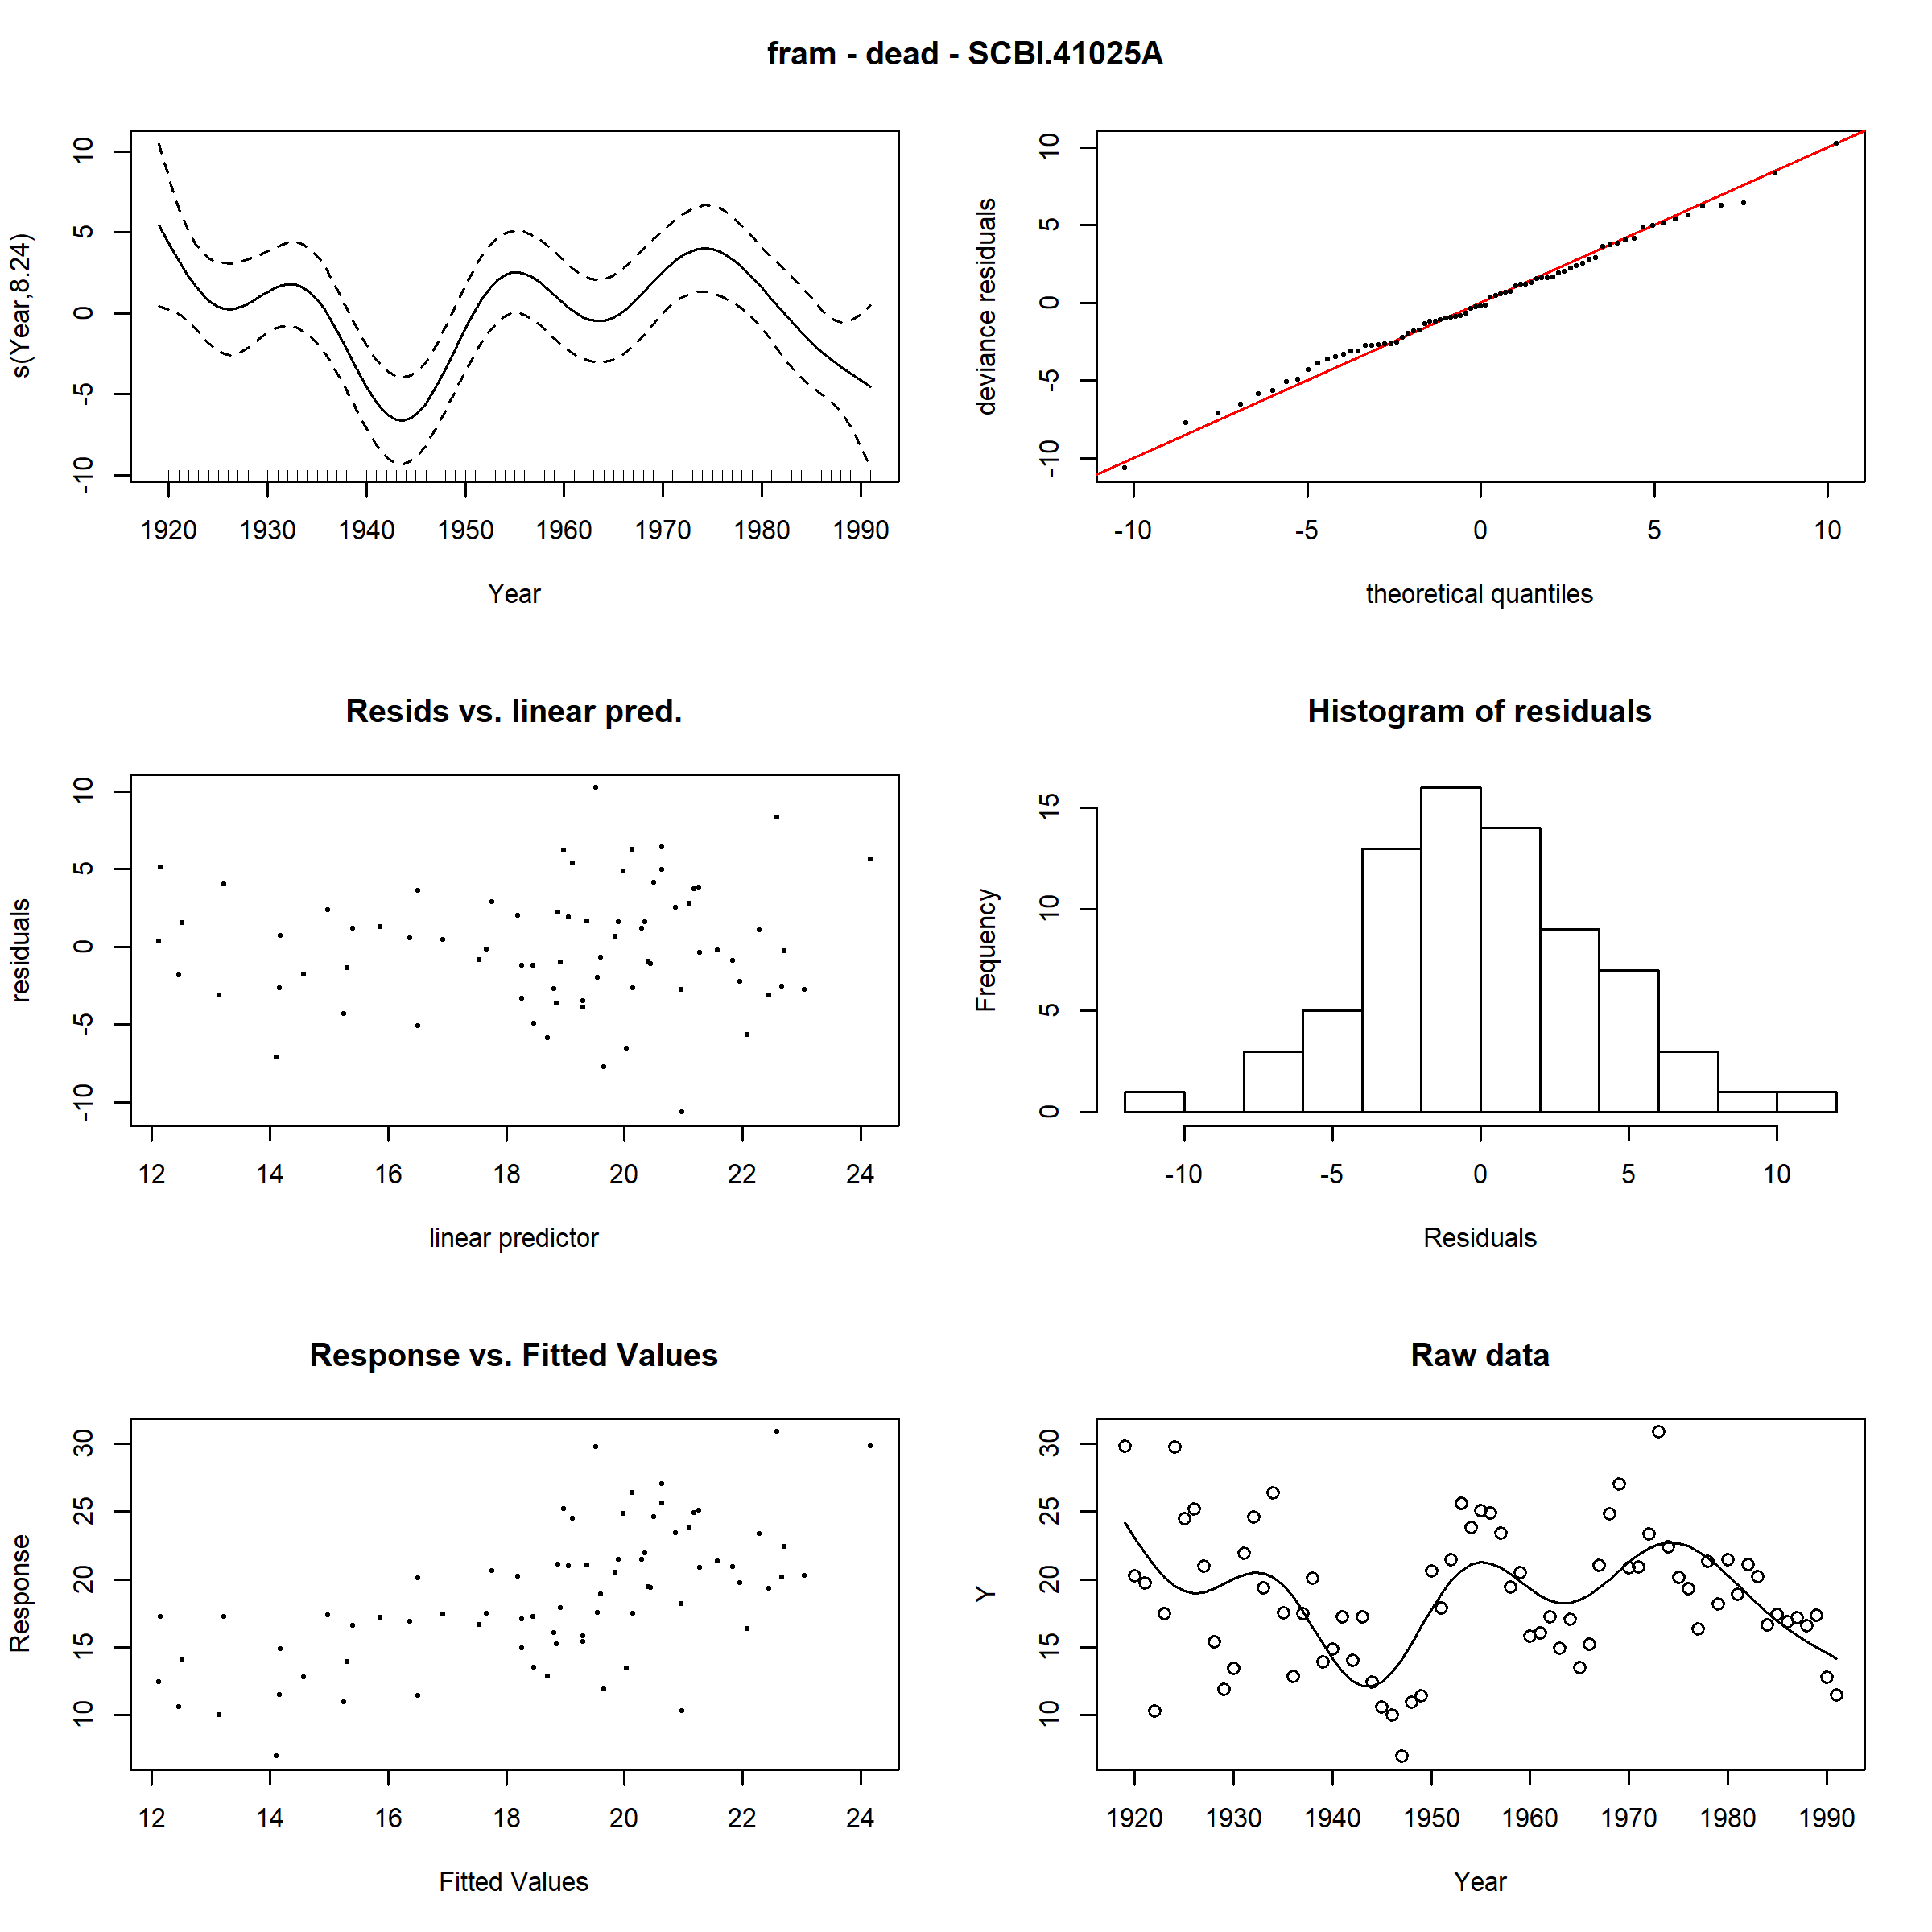 fram - dead - SCBI.41025A
s(Year,8.24)
10
5
0
-5
-10
1920 1930 1940 1950 1960 1970 1980 1990
Year
deviance residuals
10
5
0
-5
-10
-10 -5 0 5 10
theoretical quantiles
Resids vs. linear pred.
residuals
10
5
0
-5
-10
12 14 16 18 20 22 24
linear predictor
Histogram of residuals
Frequency
15
10
5
0
-10 -5 0 5 10
Residuals
Response vs. Fitted Values
Response
30
25
20
15
10
12 14 16 18 20 22 24
Fitted Values
Raw data
Y
30
25
20
15
10
1920 1930 1940 1950 1960 1970 1980 1990
Year